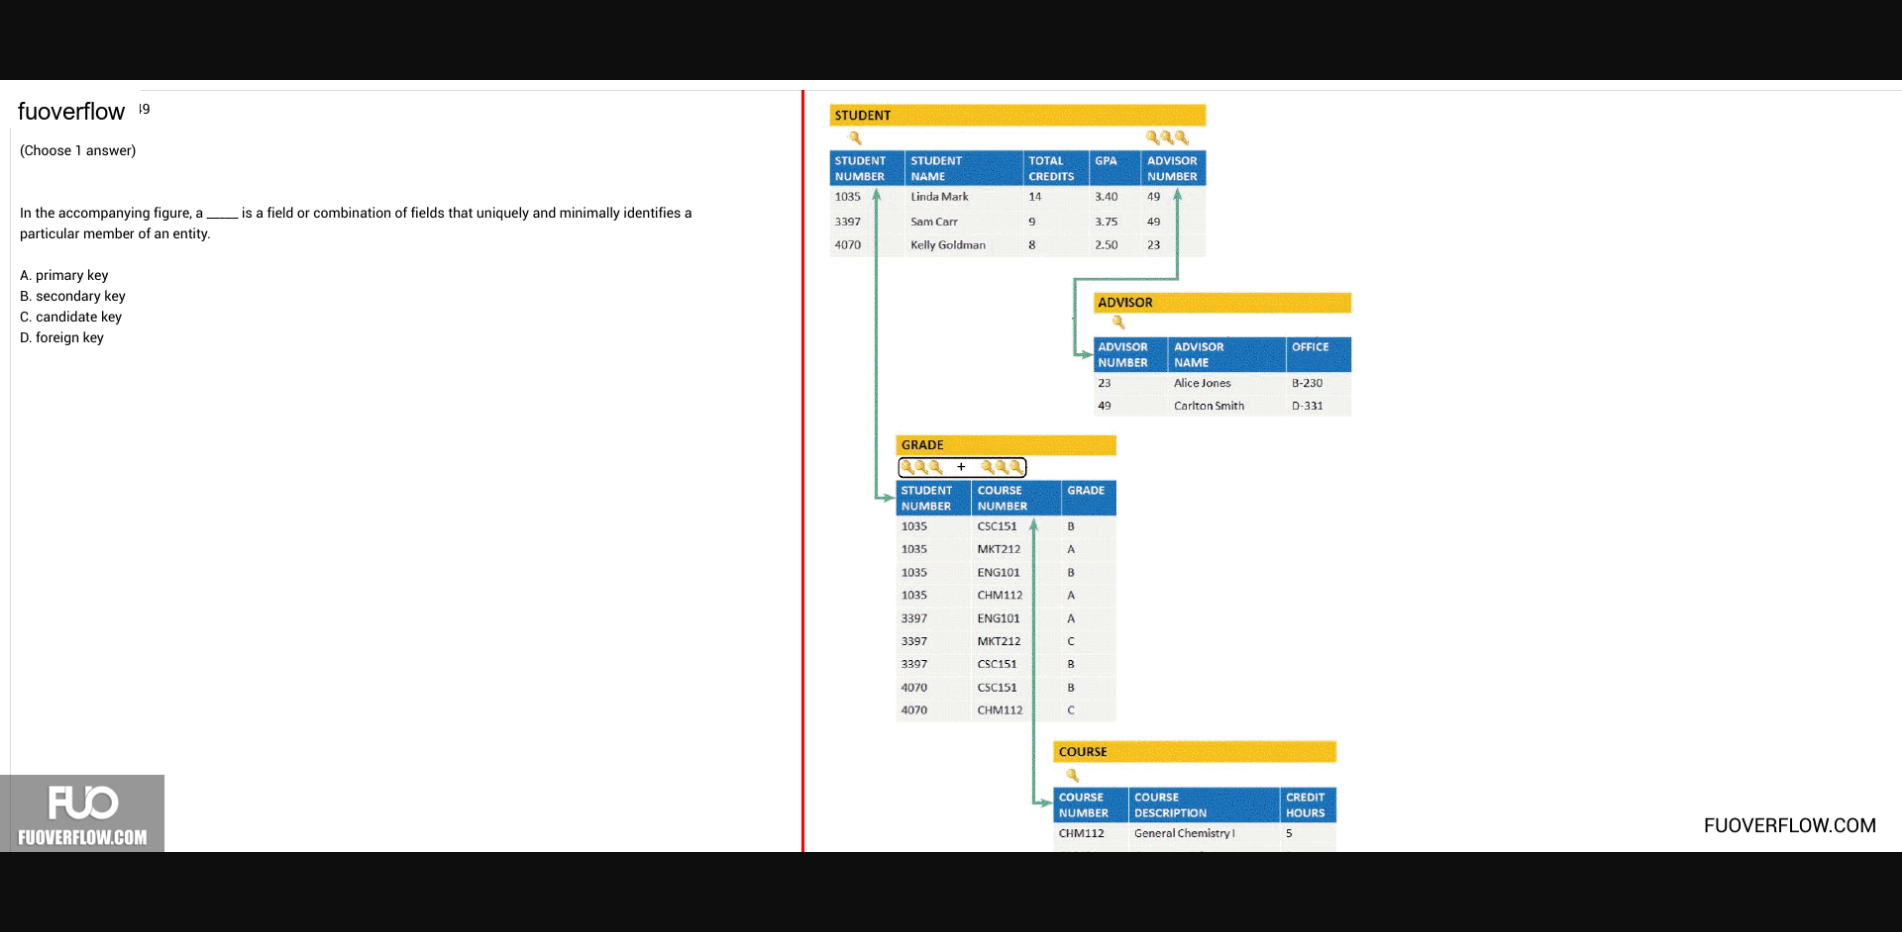 fuoverflow
49
(Choose 1 answer)
In the accompanying figure, a _____ is a field or combination of fields that uniquely and minimally identifies a
particular member of an entity.
A. primary key
B. secondary key
C. candidate key
D. foreign key
FUO
FUOVERFLOW.COM
STUDENT
STUDENT NUMBER STUDENT NAME TOTAL CREDITS GPA ADVISOR NUMBER
1035 Linda Mark 14 3.40 49
3397 Sam Carr 9 3.75 49
4070 Kelly Goldman 8 2.50 23
ADVISOR
ADVISOR NUMBER ADVISOR NAME OFFICE
23 Alice Jones B-230
49 Carlton Smith D-331
GRADE
+
STUDENT NUMBER COURSE NUMBER GRADE
1035 CSC151 B
1035 MKT212 A
1035 ENG101 B
1035 CHM112 A
3397 ENG101 A
3397 MKT212 C
3397 CSC151 B
4070 CSC151 B
4070 CHM112 C
COURSE
COURSE NUMBER COURSE DESCRIPTION CREDIT HOURS
CHM112 General Chemistry I 5
FUOVERFLOW.COM